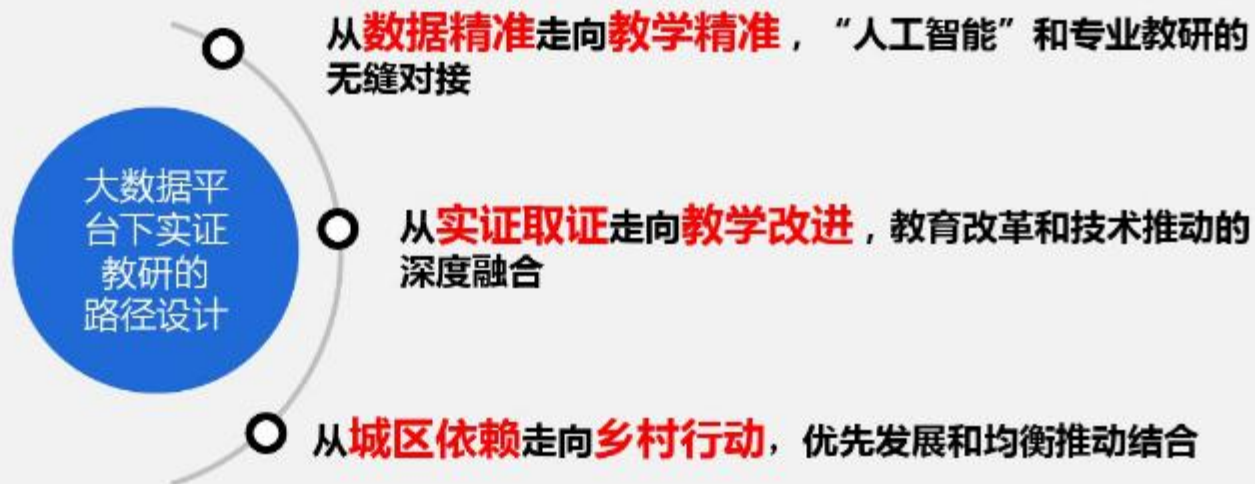 从数据精准走向教学精准，“人工智能”和专业教研的
无缝对接
大数据平
台下实证
教研的
路径设计
从实证取证走向教学改进，教育改革和技术推动的
深度融合
从城区依赖走向乡村行动，优先发展和均衡推动结合